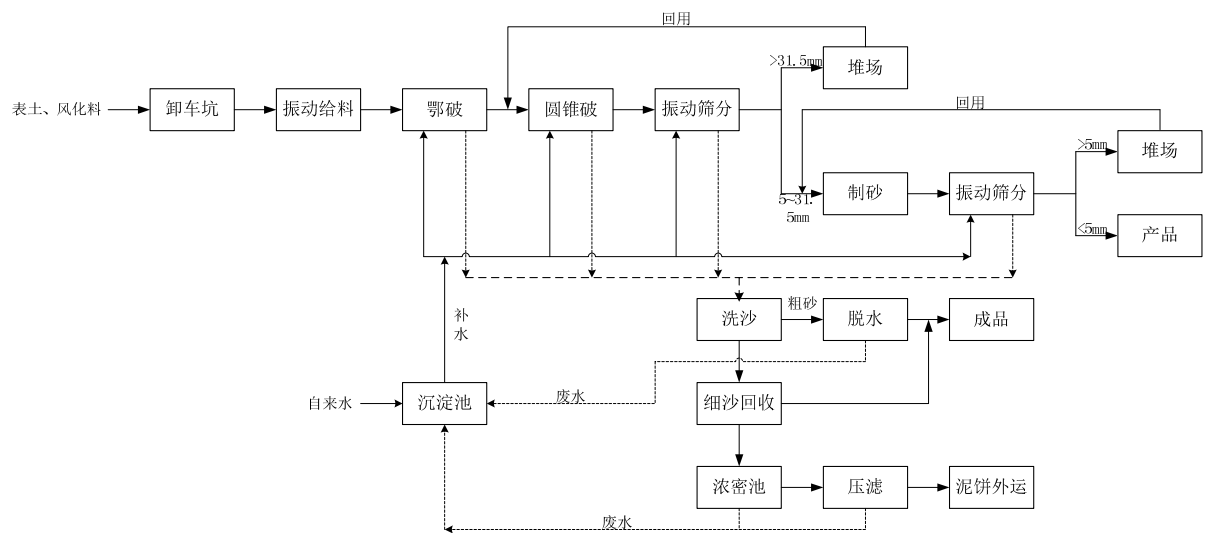 回用
>31.5mm
堆场
回用
表土、风化料
卸车坑
振动给料
鄂破
圆锥破
振动筛分
>5mm
堆场
5~31.
5mm
制砂
振动筛分
<5mm
产品
补
水
洗沙
粗砂
脱水
成品
自来水
沉淀池
废水
细沙回收
浓密池
压滤
泥饼外运
废水